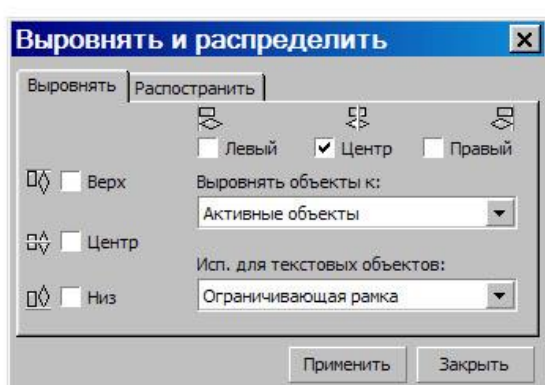 Выровнять и распределить
Выровнять Распостранить
Левый Центр Правый
Верх Выровнять объекты к:
Активные объекты
Центр
Исп. для текстовых объектов:
Низ Ограничивающая рамка
Применить Закрыть